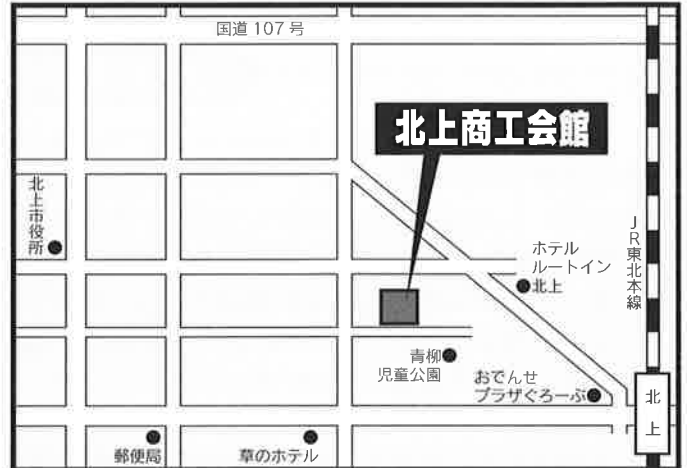 国道 107 号
北上商工会館
北上市役所
JR東北本線
ホテル
ルートイン
北上
青柳
児童公園
おでんせ
プラザぐろーぶ
北上
郵便局
草のホテル